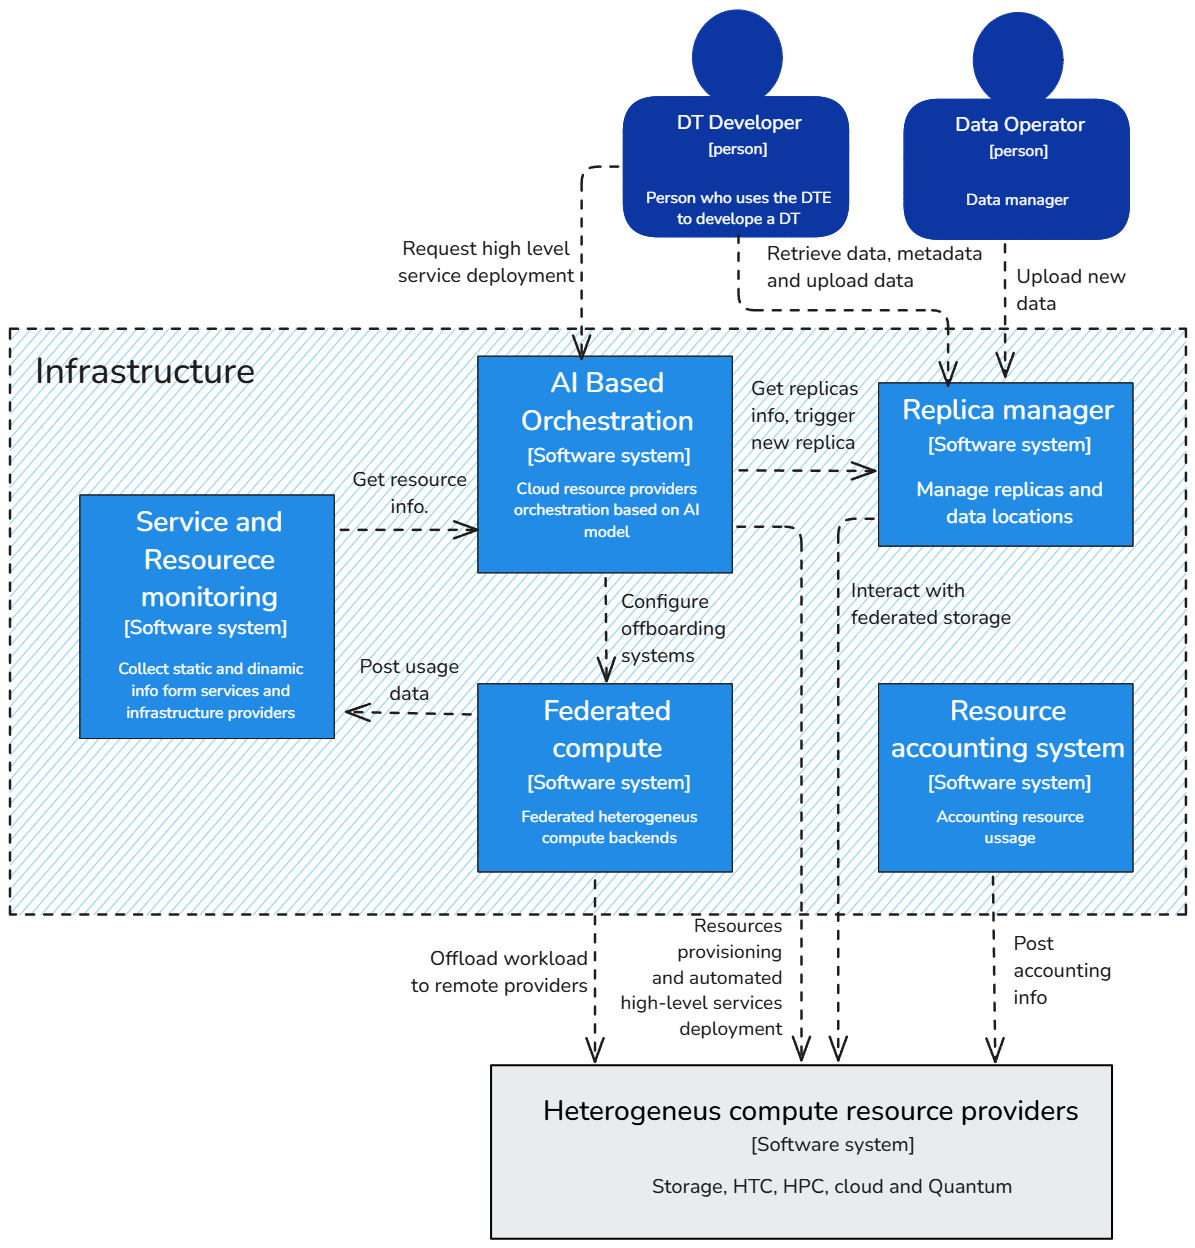 DT Developer
[person]
Person who uses the DTE
to develope a DT
Data Operator
[person]
Data manager
Request high level
service deployment
Retrieve data, metadata
and upload data
Upload new
data
Infrastructure
AI Based
Orchestration
[Software system]
Cloud resource providers
orchestration based on AI
model
Get replicas
info, trigger
new replica
Replica manager
[Software system]
Manage replicas and
data locations
Get resource
info.
Service and
Resourece
monitoring
[Software system]
Collect static and dinamic
info form services and
infrastructure providers
Configure
offboarding
systems
Interact with
federated storage
Post usage
data
Federated
compute
[Software system]
Federated heterogeneus
compute backends
Resource
accounting system
[Software system]
Accounting resource
ussage
Offload workload
to remote providers
Resources
provisioning
and automated
high-level services
deployment
Post
accounting
info
Heterogeneus compute resource providers
[Software system]
Storage, HTC, HPC, cloud and Quantum